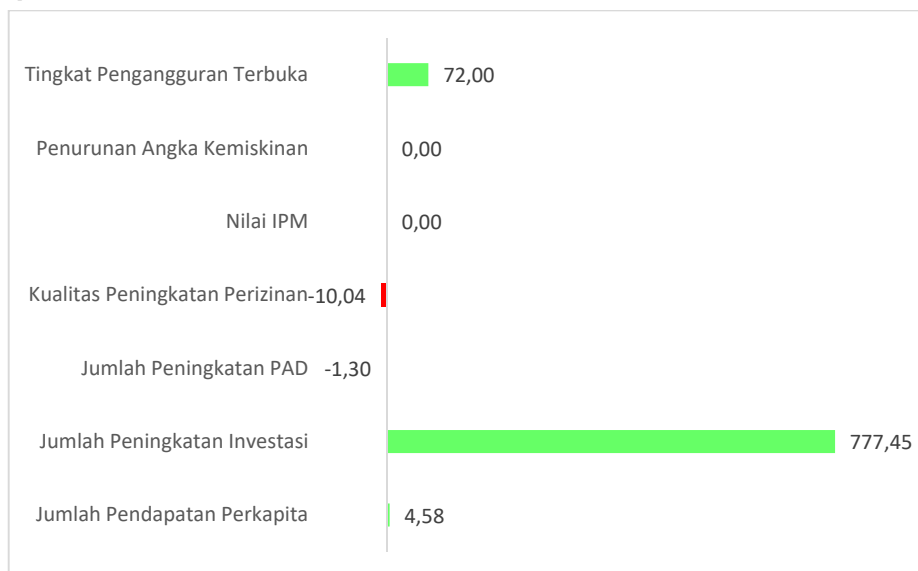 Tingkat Pengangguran Terbuka 72,00
Penurunan Angka Kemiskinan 0,00
Nilai IPM 0,00
Kualitas Peningkatan Perizinan -10,04
Jumlah Peningkatan PAD -1,30
Jumlah Peningkatan Investasi 777,45
Jumlah Pendapatan Perkapita 4,58